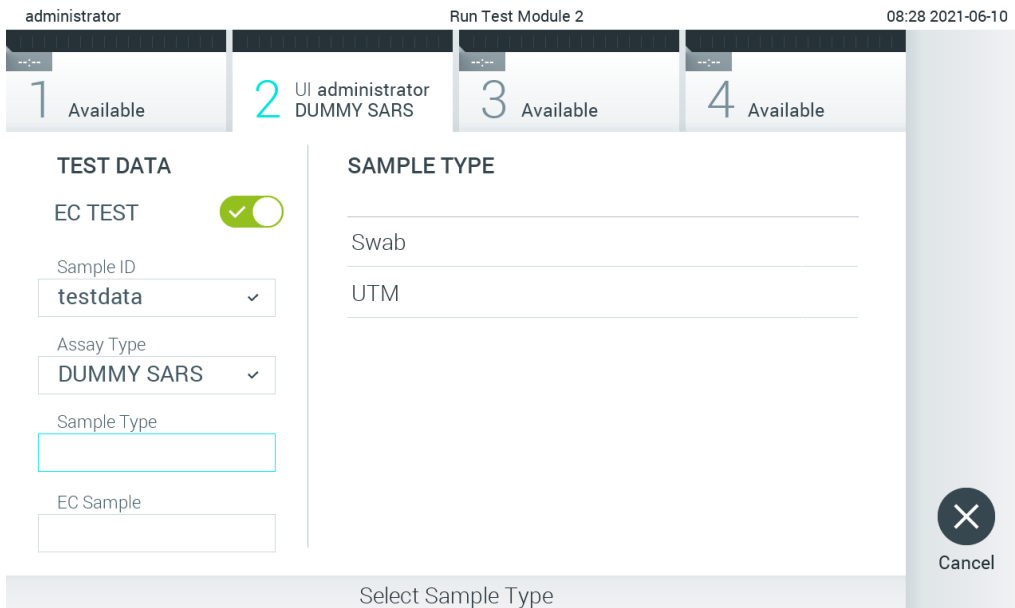 administrator Run Test Module 2 08:28 2021-06-10
--:-- --:-- --:--
1 Available
2 UI administrator
DUMMY SARS
3 Available
4 Available
TEST DATA
EC TEST
Sample ID
testdata
Assay Type
DUMMY SARS
Sample Type
EC Sample
SAMPLE TYPE
Swab
UTM
Cancel
Select Sample Type